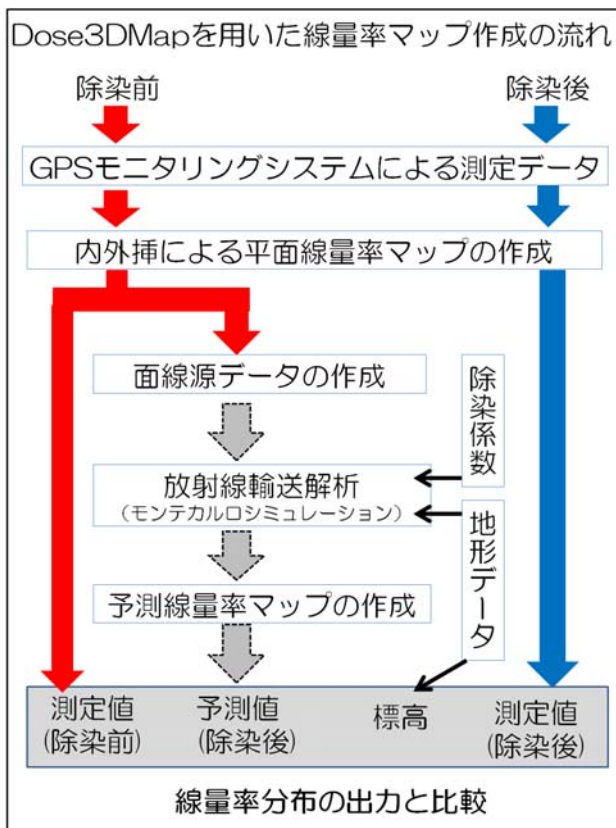 Dose3DMapを用いた線量率マップ作成の流れ
除染前
除染後
GPSモニタリングシステムによる測定データ
内外挿による平面線量率マップの作成
面線源データの作成
除染係数
放射線輸送解析
(モンテカルロシミュレーション)
地形データ
予測線量率マップの作成
測定値
(除染前)
予測値
(除染後)
標高
測定値
(除染後)
線量率分布の出力と比較